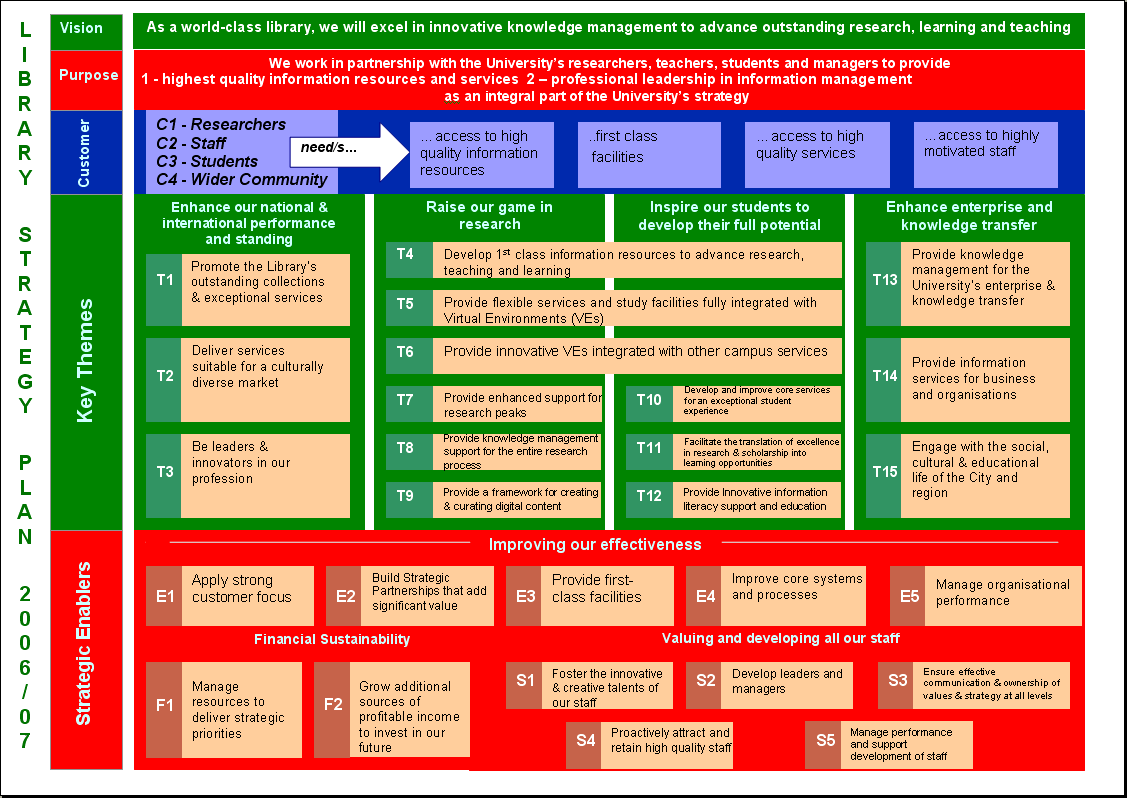 LIBRARY STRATEGY PLAN 2006/07
Vision
As a world-class library, we will excel in innovative knowledge management to advance outstanding research, learning and teaching
Purpose
We work in partnership with the University's researchers, teachers, students and managers to provide
1 - highest quality information resources and services 2 – professional leadership in information management
as an integral part of the University's strategy
Customer
C1 - Researchers
C2 - Staff
C3 - Students
C4 - Wider Community
need/s...
...access to high
quality information
resources
..first class
facilities
...access to high
quality services
...access to highly
motivated staff
Key Themes
Enhance our national &
international performance
and standing
T1
Promote the Library's
outstanding collections
& exceptional services
T2
Deliver services
suitable for a culturally
diverse market
T3
Be leaders &
innovators in our
profession
Raise our game in
research
Inspire our students to
develop their full potential
T4
Develop 1st class information resources to advance research,
teaching and learning
T5
Provide flexible services and study facilities fully integrated with
Virtual Environments (VEs)
T6
Provide innovative VEs integrated with other campus services
T7
Provide enhanced support for
research peaks
T8
Provide knowledge management
support for the entire research
process
T9
Provide a framework for creating
& curating digital content
T10
Develop and improve core services
for an exceptional student
experience
T11
Facilitate the translation of excellence
in research & scholarship into
learning opportunities
T12
Provide Innovative information
literacy support and education
Enhance enterprise and
knowledge transfer
T13
Provide knowledge
management for the
University's enterprise &
knowledge transfer
T14
Provide information
services for business
and organisations
T15
Engage with the social,
cultural & educational
life of the City and
region
Strategic Enablers
Improving our effectiveness
E1
Apply strong
customer focus
E2
Build Strategic
Partnerships that add
significant value
E3
Provide first-
class facilities
E4
Improve core systems
and processes
E5
Manage organisational
performance
Financial Sustainability
F1
Manage
resources to
deliver strategic
priorities
F2
Grow additional
sources of
profitable income
to invest in our
future
Valuing and developing all our staff
S1
Foster the innovative
& creative talents of
our staff
S2
Develop leaders and
managers
S3
Ensure effective
communication & ownership of
values & strategy at all levels
S4
Proactively attract and
retain high quality staff
S5
Manage performance
and support
development of staff